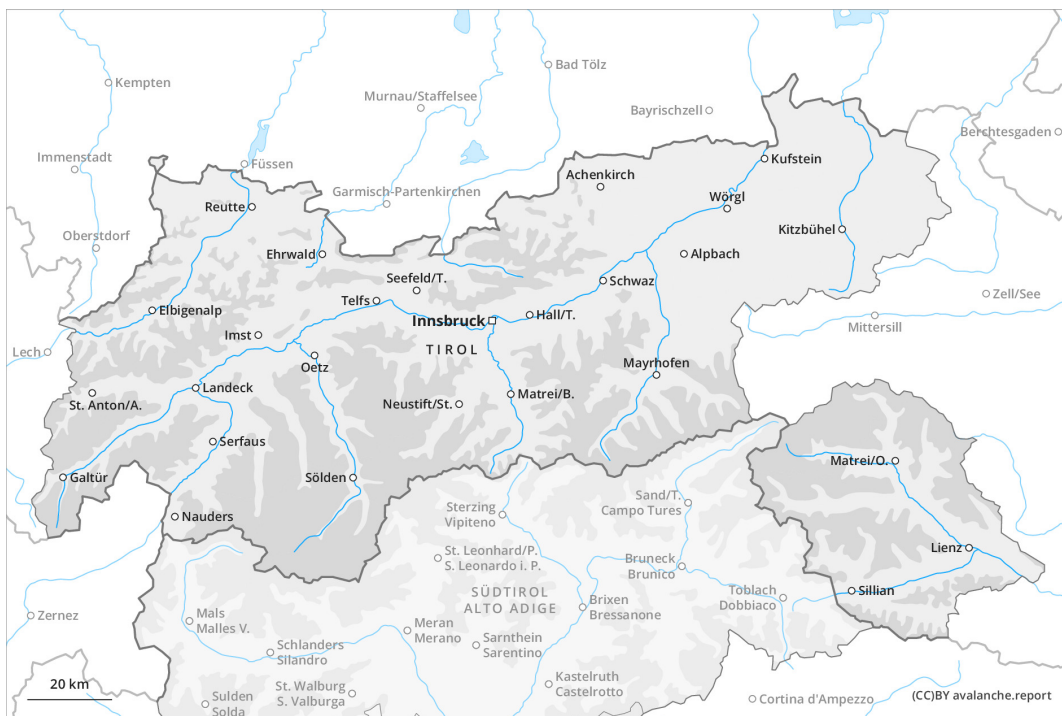 Kempten
Bad Tölz
Murnau/Staffelsee
Bayrischzell
Berchtesgaden
Immenstadt
Füssen
Kufstein
Achenkirch
Garmisch-Partenkirchen
Reutte
Wörgl
Oberstdorf
Kitzbühel
Ehrwald
Alpbach
Seefeld/T.
Schwaz
Zell/See
Telfs
Elbigenalp
Innsbruck
Hall/T.
Mittersill
Imst
TIROL
Lech
Oetz
Mayrhofen
Landeck
Matrei/B.
St. Anton/A.
Neustift/St.
Serfaus
Matrei/O.
Galtür
Sölden
Sand/T.
Campo Tures
Sterzing
Vipiteno
Nauders
Lienz
St. Leonhard/P.
S. Leonardo i. P.
Bruneck
Brunico
Sillian
SÜDTIROL
ALTO ADIGE
Toblach
Dobbiaco
Brixen
Bressanone
Zernez
Mals
Malles V.
Meran
Merano
Sarnthein
Sarentino
Schlanders
Silandro
20 km
St. Walburg
S. Valburga
Kastelruth
Castelrotto
Sulden
Solda
Cortina d'Ampezzo
(CC)BY avalanche.report